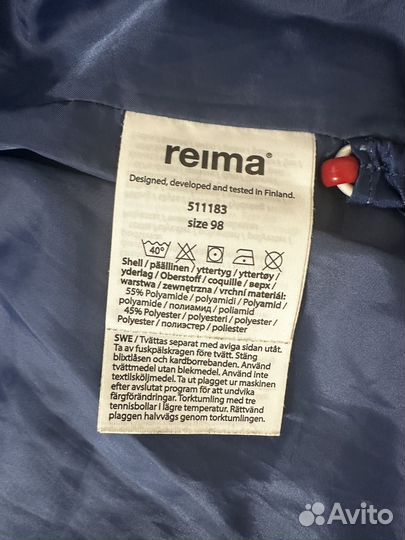 reima®
Designed, developed and tested in Finland.
511183
size 98
40°
Shell / päällinen / yttertyg / yttertøy /
yderlag / Oberstoff / coquille / верх /
warstwa / zewnętrzna / vrchní materiál:
55% Polyamide / polyamidi / Polyamid /
polyamide / полиамид / poliamid
45% Polyester / polyesteri / polyester /
Polyester / полиэстер / poliester
SWE / Tvättas separat med aviga sidan utåt.
Ta av fuskpälskragen före tvätt. Stäng
blixtlåsen och kardborrebanden. Använd
tvättmedel utan blekmedel. Använd inte
textilsköljmedel. Ta ut plagget ur maskinen
efter avslutat program för att undvika
färgförändringar. Torktumling med tre
tennisbollar i lägre temperatur. Rättvänd
plaggen halvvägs genom torktumlingen.
Avito